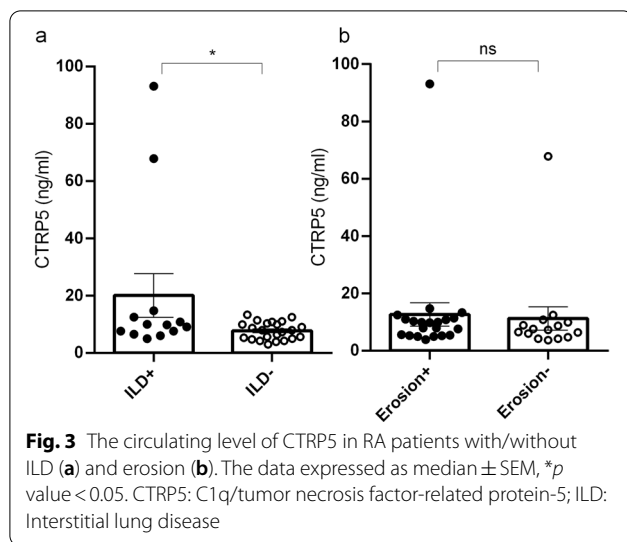 a
b
*
ns
100
80
60
40
20
0
CTRP5 (ng/ml)
ILD+
ILD-
100
80
60
40
20
0
CTRP5 (ng/ml)
Erosion+
Erosion-
Fig. 3 The circulating level of CTRP5 in RA patients with/without
ILD (a) and erosion (b). The data expressed as median ± SEM, *p
value < 0.05. CTRP5: C1q/tumor necrosis factor-related protein-5; ILD:
Interstitial lung disease